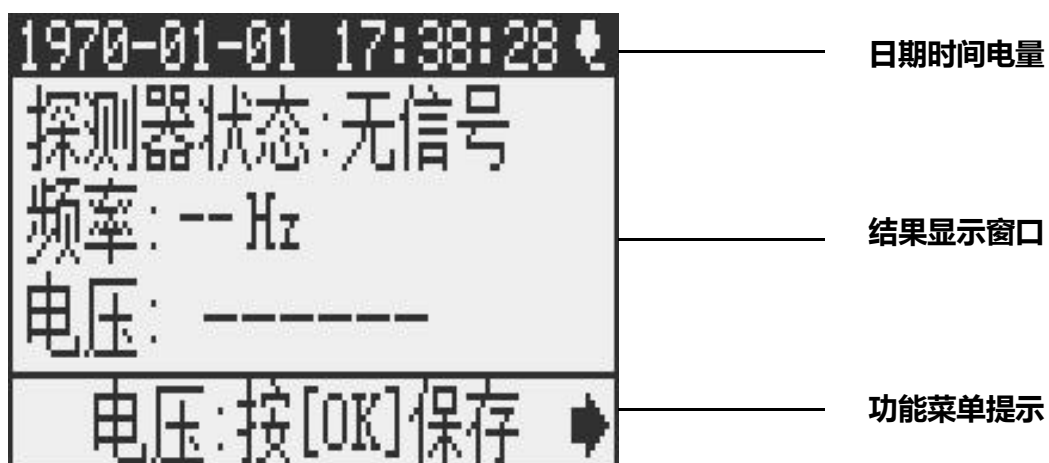 1970-01-01 17:38:28
日期时间电量
探测器状态:无信号
频率:--Hz
结果显示窗口
电压: ------
电压:按[OK]保存
功能菜单提示